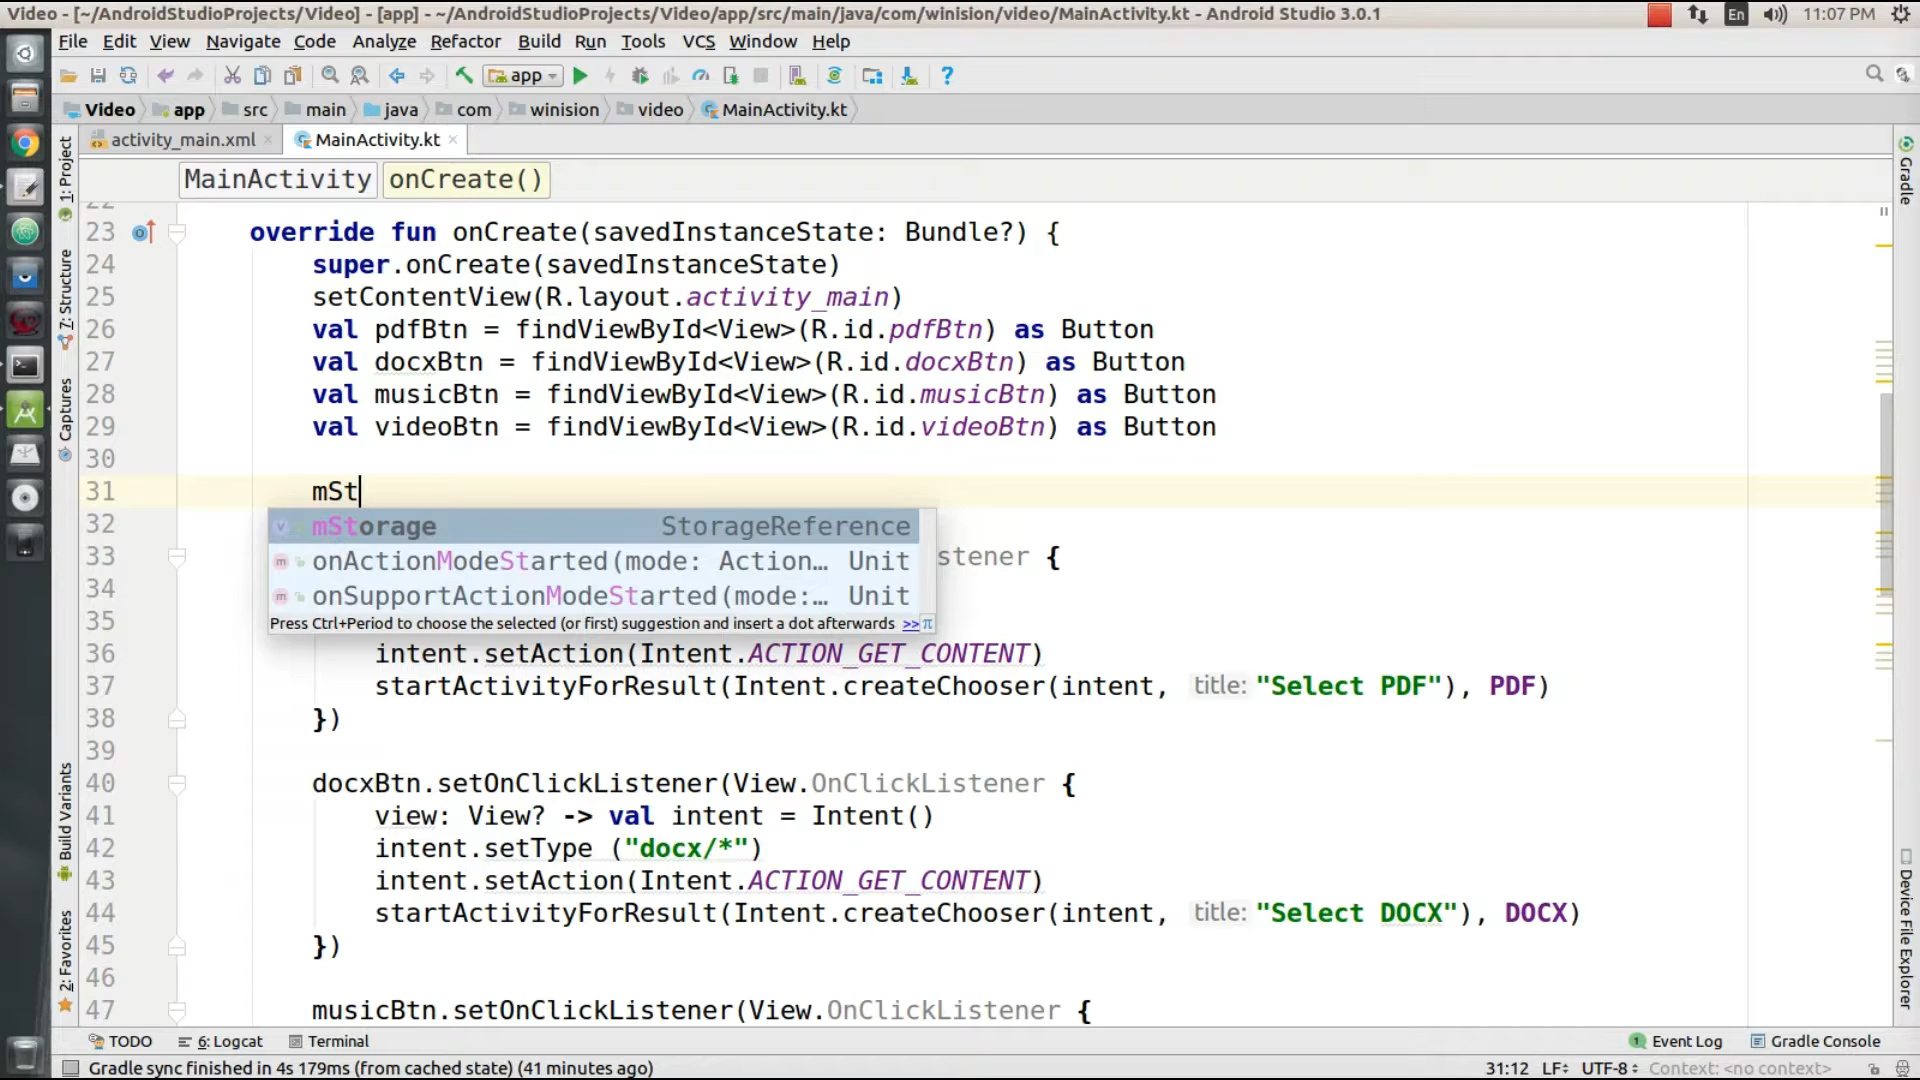 Video - [~/AndroidStudioProjects/Video] - [app] - ~/AndroidStudioProjects/Video/app/src/main/java/com/winision/video/MainActivity.kt - Android Studio 3.0.1
En 11:07 PM
File Edit View Navigate Code Analyze Refactor Build Run Tools VCS Window Help
app
Video app src main java com winision video MainActivity.kt
activity_main.xml MainActivity.kt
MainActivity onCreate()
1: Project
7: Structure
Captures
Build Variants
2: Favorites
Gradle
Device File Explorer
22
23 override fun onCreate(savedInstanceState: Bundle?) {
24 super.onCreate(savedInstanceState)
25 setContentView(R.layout.activity_main)
26 val pdfBtn = findViewById<View>(R.id.pdfBtn) as Button
27 val docxBtn = findViewById<View>(R.id.docxBtn) as Button
28 val musicBtn = findViewById<View>(R.id.musicBtn) as Button
29 val videoBtn = findViewById<View>(R.id.videoBtn) as Button
30
31 mSt
32 mStorage StorageReference
33 onActionModeStarted(mode: Action… Unit stener {
34 onSupportActionModeStarted(mode:… Unit
35 Press Ctrl+Period to choose the selected (or first) suggestion and insert a dot afterwards >> π
36 intent.setAction(Intent.ACTION_GET_CONTENT)
37 startActivityForResult(Intent.createChooser(intent, title: "Select PDF"), PDF)
38 })
39
40 docxBtn.setOnClickListener(View.OnClickListener {
41 view: View? -> val intent = Intent()
42 intent.setType ("docx/*")
43 intent.setAction(Intent.ACTION_GET_CONTENT)
44 startActivityForResult(Intent.createChooser(intent, title: "Select DOCX"), DOCX)
45 })
46
47 musicBtn.setOnClickListener(View.OnClickListener {
TODO 6: Logcat Terminal 1 Event Log Gradle Console
Gradle sync finished in 4s 179ms (from cached state) (41 minutes ago) 31:12 LF÷ UTF-8÷ Context: <no context>